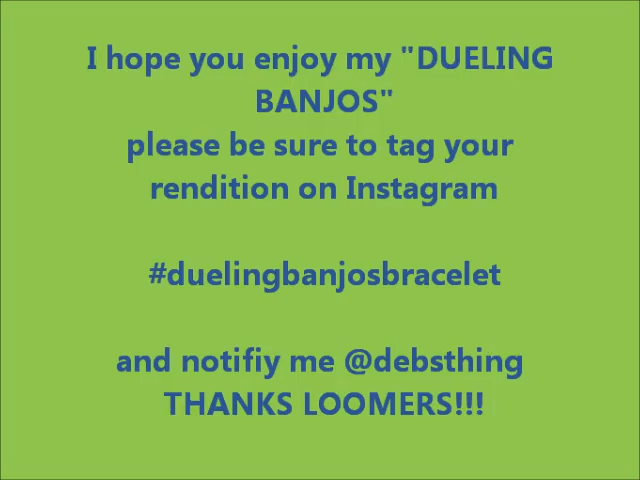 I hope you enjoy my "DUELING
BANJOS"
please be sure to tag your
rendition on Instagram
#duelingbanjosbracelet
and notifiy me @debsthing
THANKS LOOMERS!!!